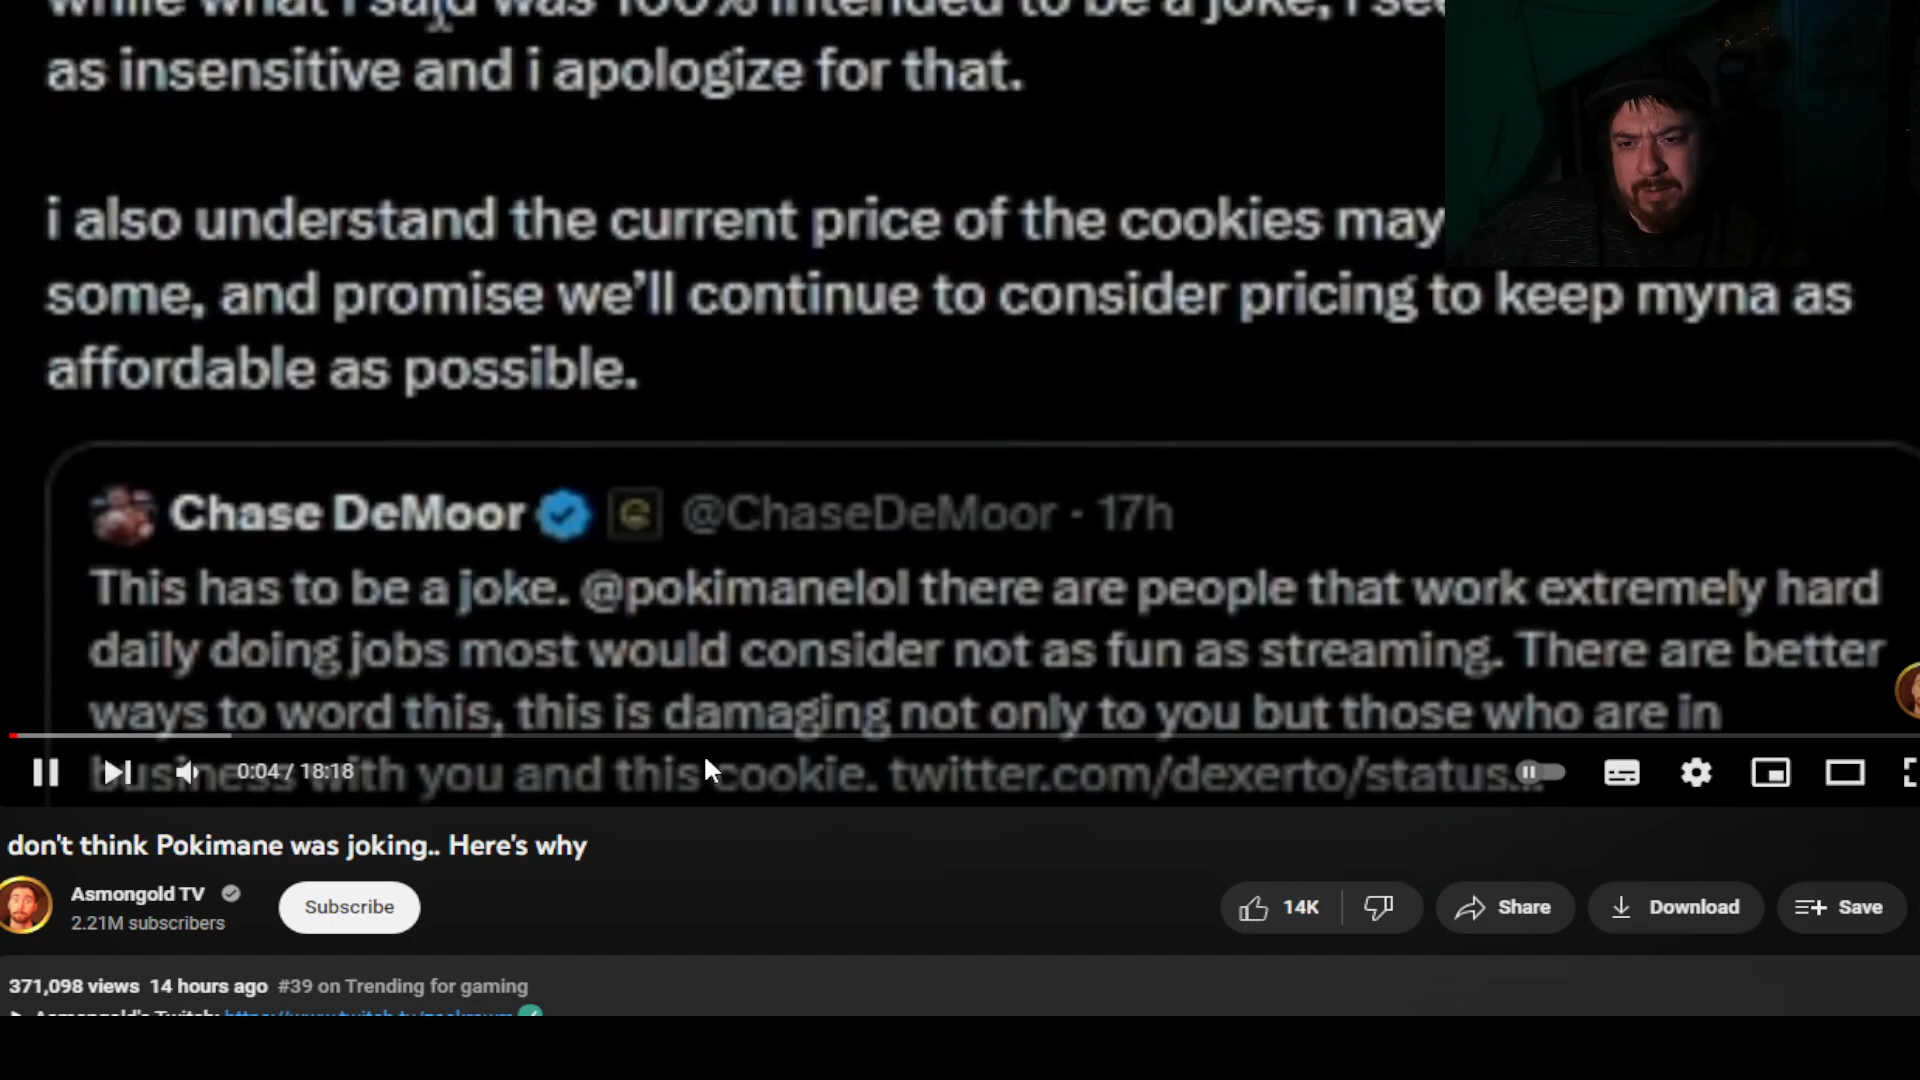 while what i said was 100% intended to be a joke, i see
as insensitive and i apologize for that.
i also understand the current price of the cookies may
some, and promise we'll continue to consider pricing to keep myna as
affordable as possible.
Chase DeMoor @ChaseDeMoor · 17h
This has to be a joke. @pokimanelol there are people that work extremely hard
daily doing jobs most would consider not as fun as streaming. There are better
ways to word this, this is damaging not only to you but those who are in
business with you and this cookie. twitter.com/dexerto/status...
0:04 / 18:18
don't think Pokimane was joking.. Here's why
Asmongold TV
2.21M subscribers
Subscribe
14K
Share
Download
Save
371,098 views 14 hours ago #39 on Trending for gaming
Asmongold's Twitch: